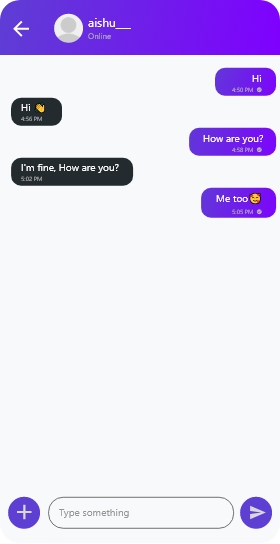 aishu___
Online
Hi
4:50 PM
Hi 👋
4:56 PM
How are you?
4:58 PM
I'm fine, How are you?
5:02 PM
Me too😊
5:05 PM
Type something